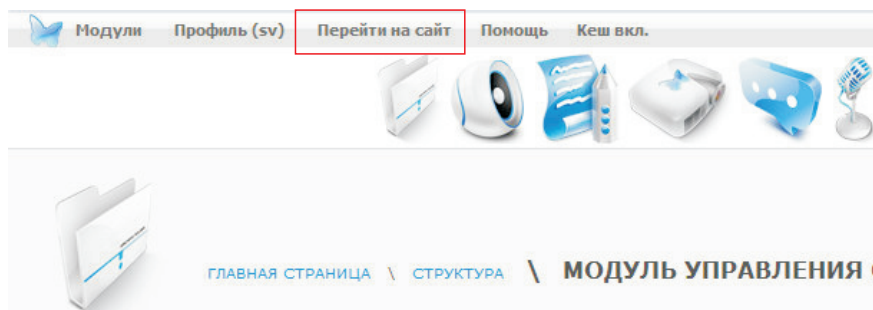 Модули Профиль (sv) Перейти на сайт Помощь Кеш вкл.
ГЛАВНАЯ СТРАНИЦА \ СТРУКТУРА \ МОДУЛЬ УПРАВЛЕНИЯ